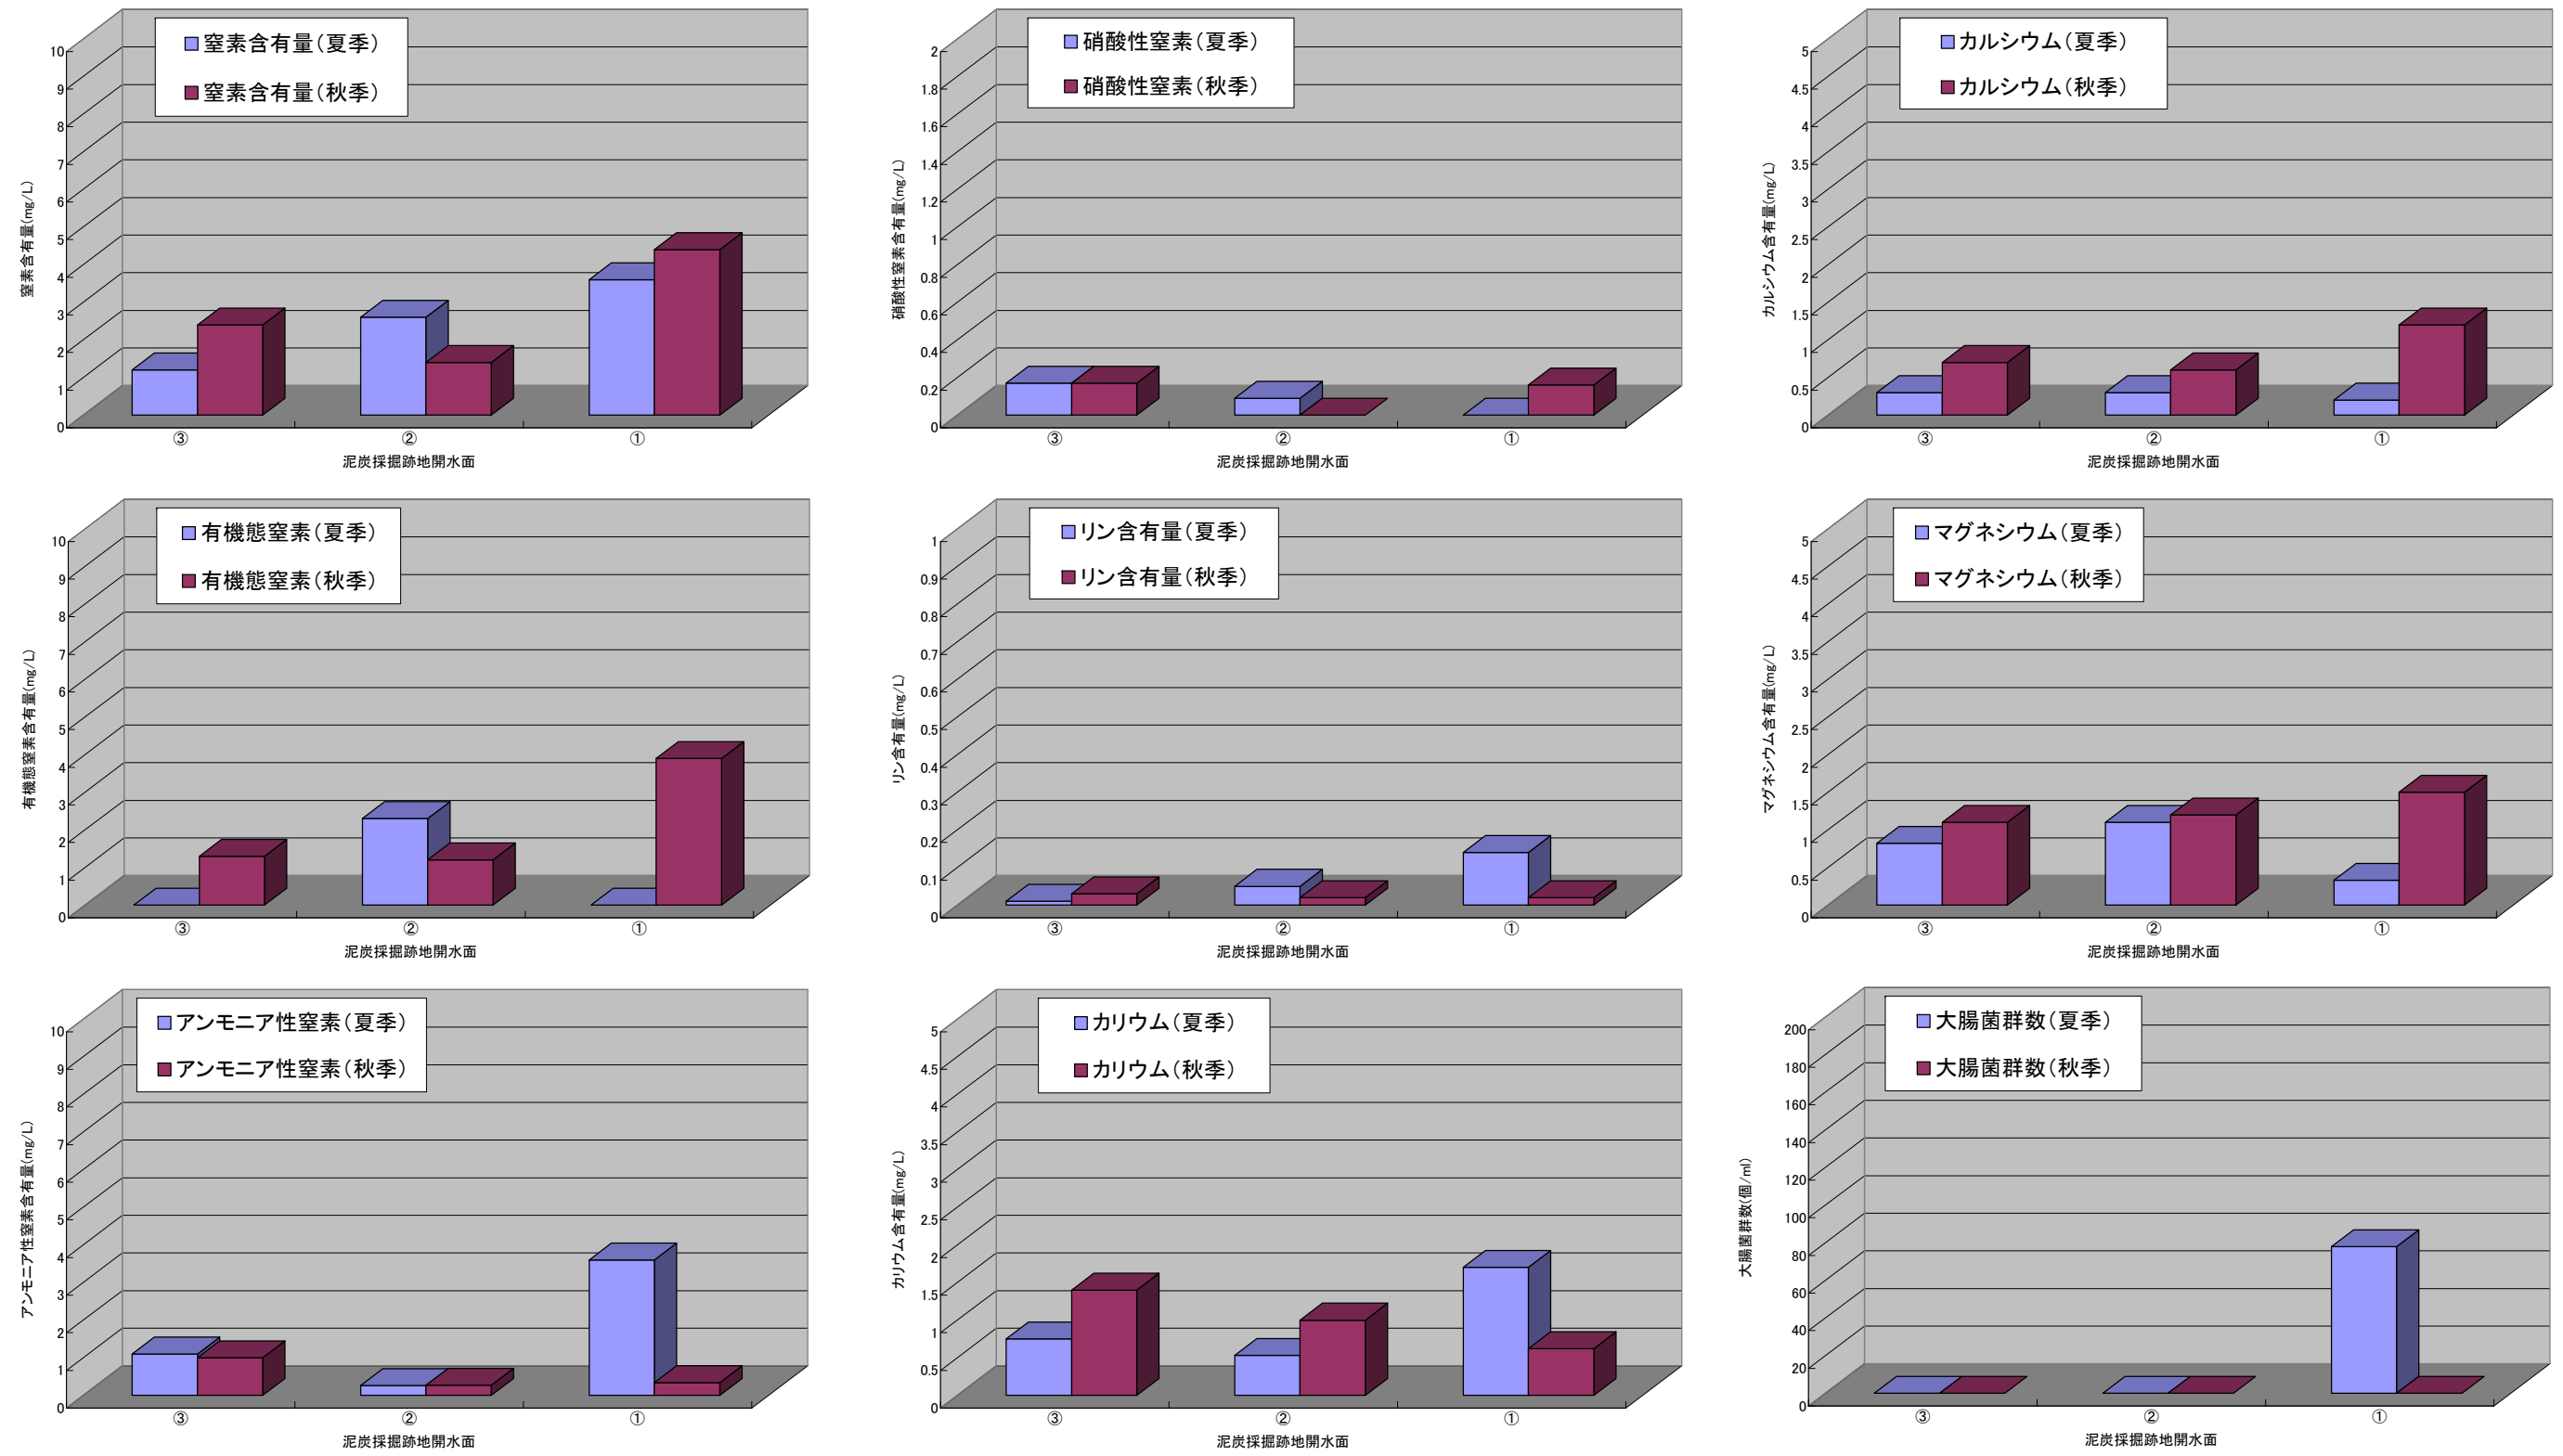 窒素含有量（夏季）
窒素含有量（秋季）
窒素含有量(mg/L)
10
9
8
7
6
5
4
3
2
1
0
③ ② ①
泥炭採掘跡地開水面
硝酸性窒素（夏季）
硝酸性窒素（秋季）
硝酸性窒素含有量(mg/L)
2
1.8
1.6
1.4
1.2
1
0.8
0.6
0.4
0.2
0
③ ② ①
泥炭採掘跡地開水面
カルシウム（夏季）
カルシウム（秋季）
カルシウム含有量(mg/L)
5
4.5
4
3.5
3
2.5
2
1.5
1
0.5
0
③ ② ①
泥炭採掘跡地開水面
有機態窒素（夏季）
有機態窒素（秋季）
有機態窒素含有量(mg/L)
10
9
8
7
6
5
4
3
2
1
0
③ ② ①
泥炭採掘跡地開水面
リン含有量（夏季）
リン含有量（秋季）
リン含有量(mg/L)
1
0.9
0.8
0.7
0.6
0.5
0.4
0.3
0.2
0.1
0
③ ② ①
泥炭採掘跡地開水面
マグネシウム（夏季）
マグネシウム（秋季）
マグネシウム含有量(mg/L)
5
4.5
4
3.5
3
2.5
2
1.5
1
0.5
0
③ ② ①
泥炭採掘跡地開水面
アンモニア性窒素（夏季）
アンモニア性窒素（秋季）
アンモニア性窒素含有量(mg/L)
10
9
8
7
6
5
4
3
2
1
0
③ ② ①
泥炭採掘跡地開水面
カリウム（夏季）
カリウム（秋季）
カリウム含有量(mg/L)
5
4.5
4
3.5
3
2.5
2
1.5
1
0.5
0
③ ② ①
泥炭採掘跡地開水面
大腸菌群数（夏季）
大腸菌群数（秋季）
大腸菌群数(個/ml)
200
180
160
140
120
100
80
60
40
20
0
③ ② ①
泥炭採掘跡地開水面